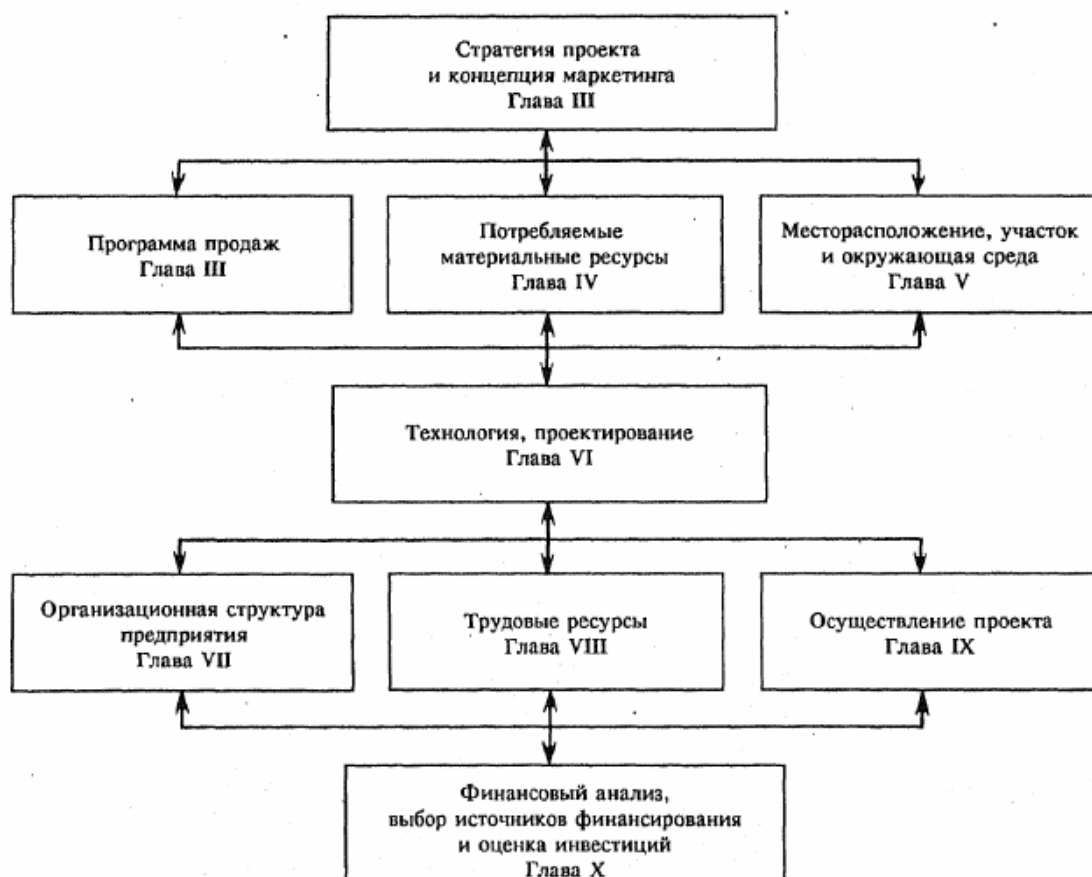 Стратегия проекта
и концепция маркетинга
Глава III
Программа продаж
Глава III
Потребляемые
материальные ресурсы
Глава IV
Месторасположение, участок
и окружающая среда
Глава V
Технология, проектирование
Глава VI
Организационная структура
предприятия
Глава VII
Трудовые ресурсы
Глава VIII
Осуществление проекта
Глава IX
Финансовый анализ,
выбор источников финансирования
и оценка инвестиций
Глава X